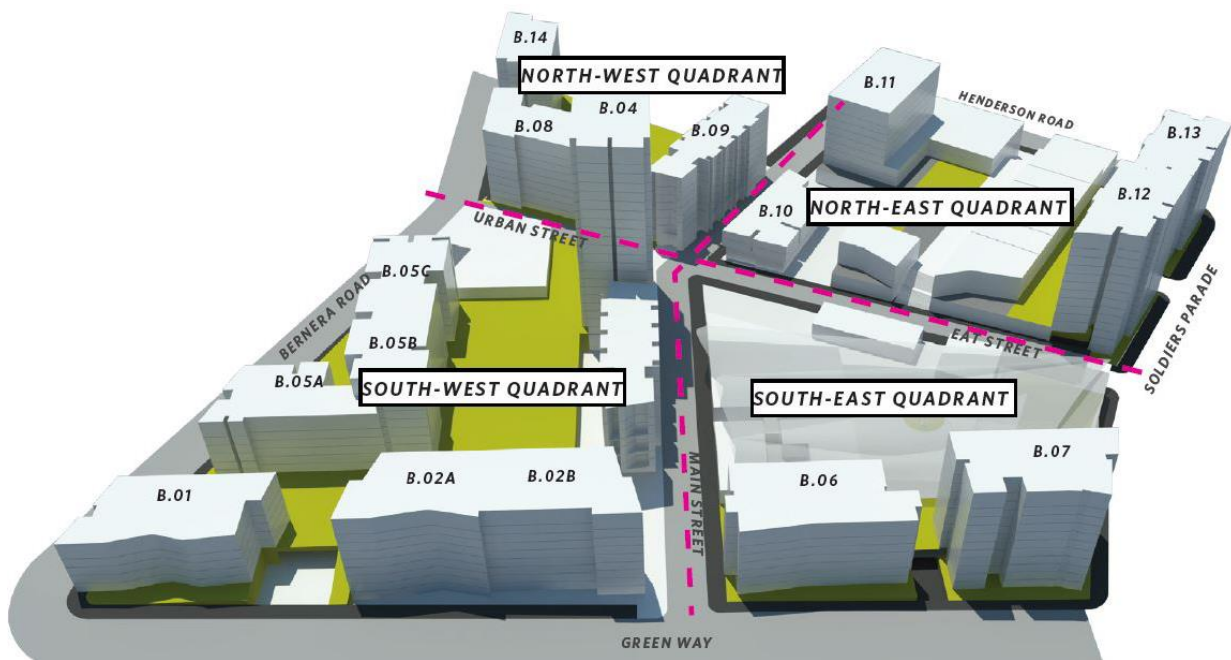 B.14
NORTH-WEST QUADRANT
B.04
B.08
B.09
B.11
HENDERSON ROAD
B.13
B.12
B.10
NORTH-EAST QUADRANT
URBAN STREET
BERNERA ROAD
B.05C
B.05B
B.05A
SOUTH-WEST QUADRANT
EAT STREET
SOLDIERS PARADE
SOUTH-EAST QUADRANT
MAIN STREET
B.01
B.02A
B.02B
B.06
B.07
GREEN WAY